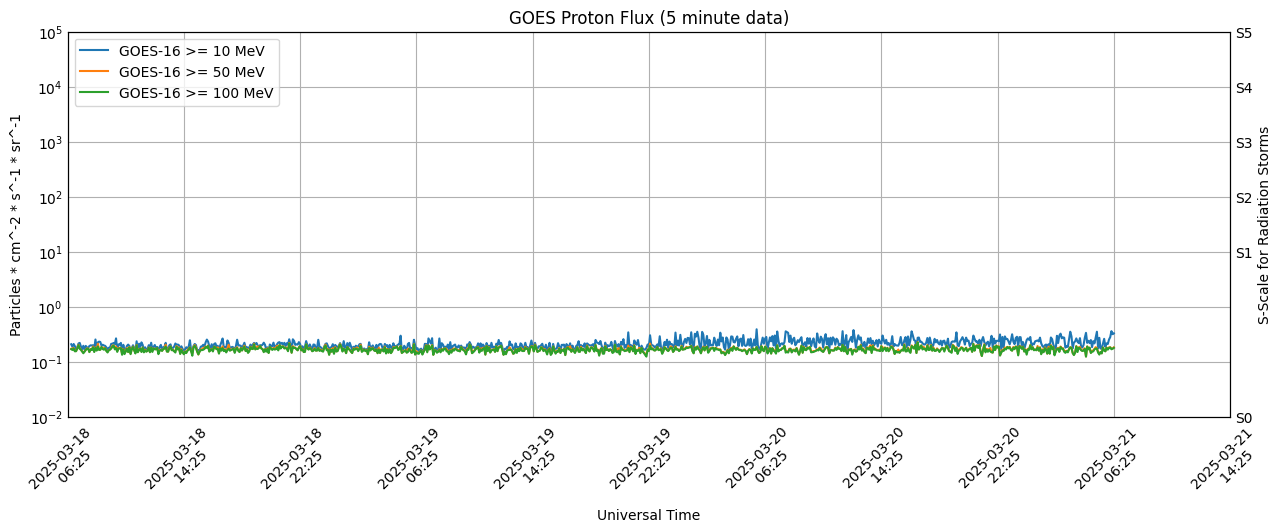 GOES Proton Flux (5 minute data)
GOES-16 >= 10 MeV
GOES-16 >= 50 MeV
GOES-16 >= 100 MeV
Particles * cm^-2 * s^-1 * sr^-1
10^5
10^4
10^3
10^2
10^1
10^0
10^-1
10^-2
S5
S4
S3
S2
S1
S0
S-Scale for Radiation Storms
2025-03-18
06:25
2025-03-18
14:25
2025-03-18
22:25
2025-03-19
06:25
2025-03-19
14:25
2025-03-19
22:25
2025-03-20
06:25
2025-03-20
14:25
2025-03-20
22:25
2025-03-21
06:25
2025-03-21
14:25
Universal Time